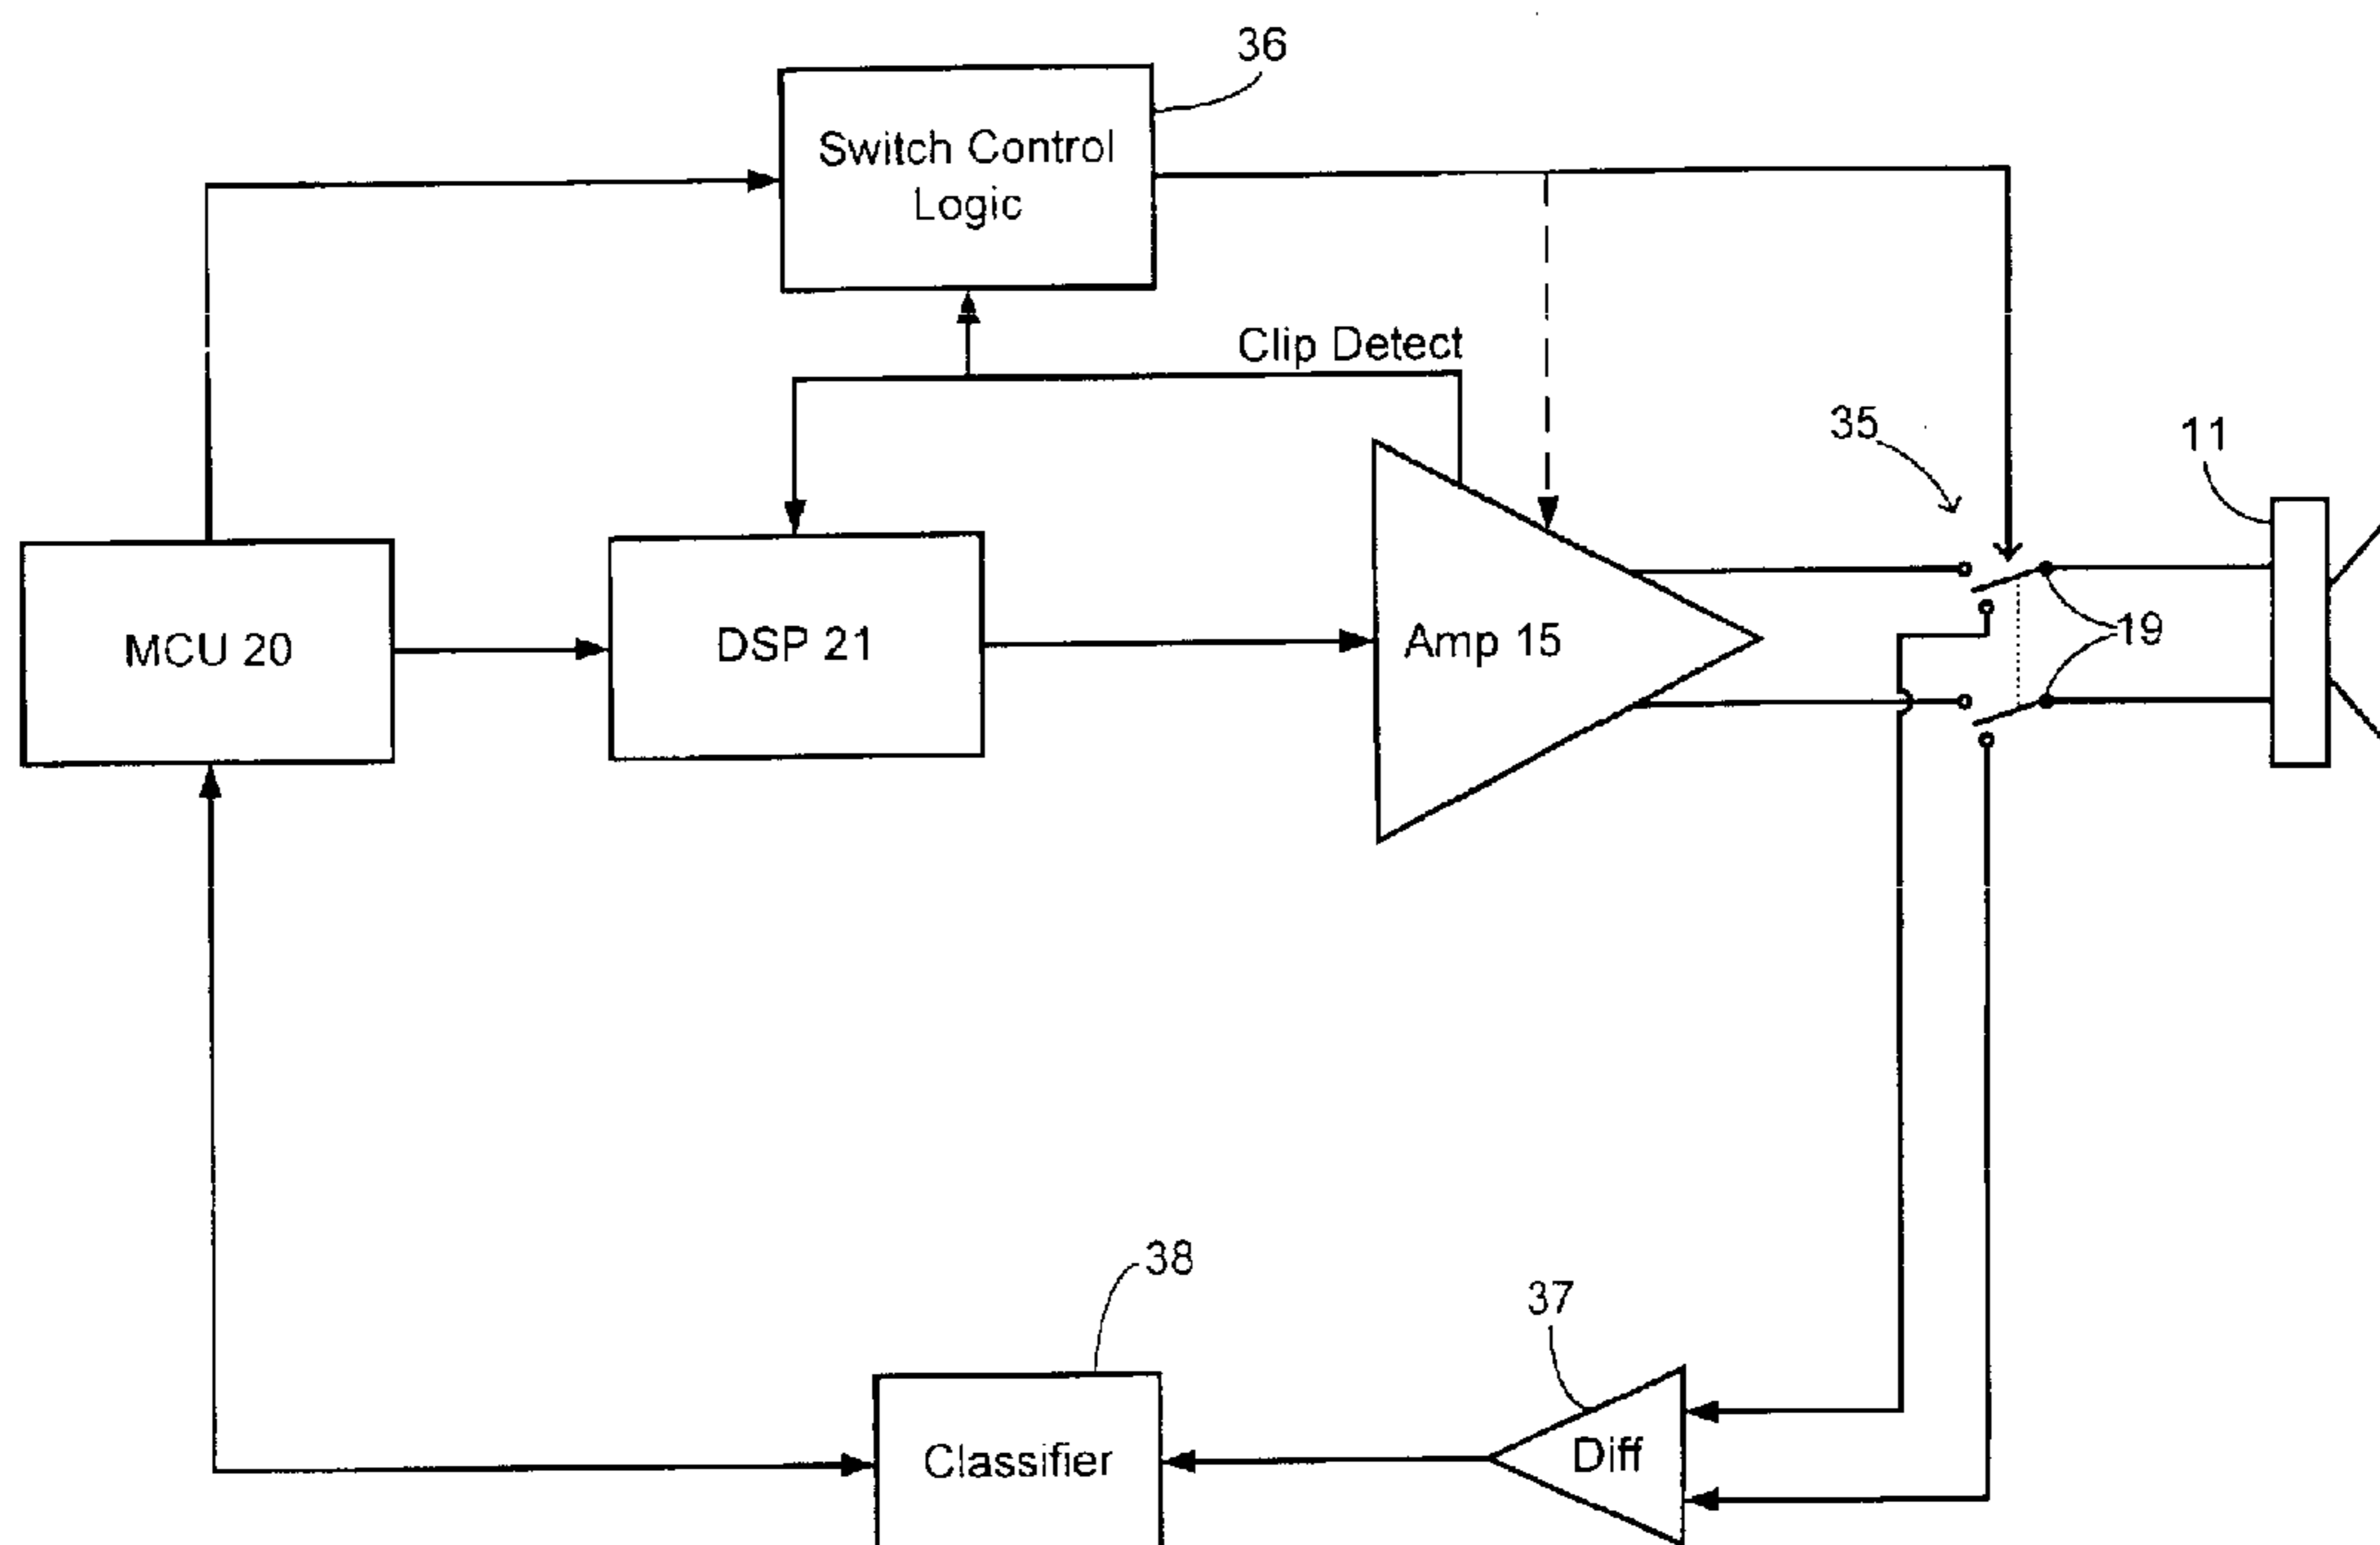 36
Switch Control
Logic
Clip Detect
35
11
MCU 20
DSP 21
Amp 15
19
38
37
Classifier
Diff